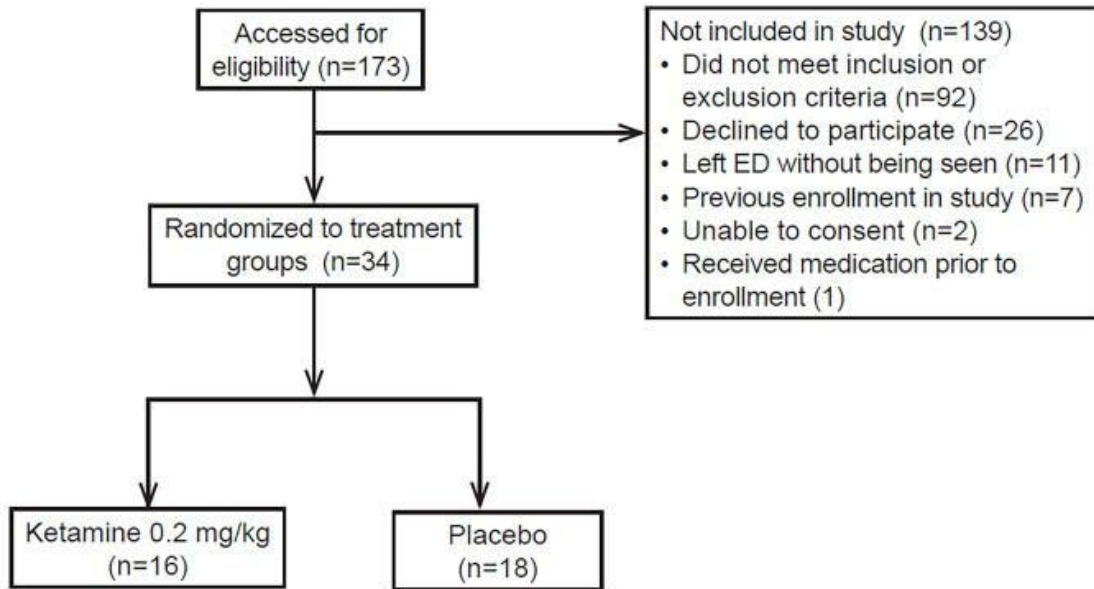 Accessed for
eligibility (n=173)
Not included in study (n=139)
• Did not meet inclusion or
exclusion criteria (n=92)
• Declined to participate (n=26)
• Left ED without being seen (n=11)
• Previous enrollment in study (n=7)
• Unable to consent (n=2)
• Received medication prior to
enrollment (1)
Randomized to treatment
groups (n=34)
Ketamine 0.2 mg/kg
(n=16)
Placebo
(n=18)